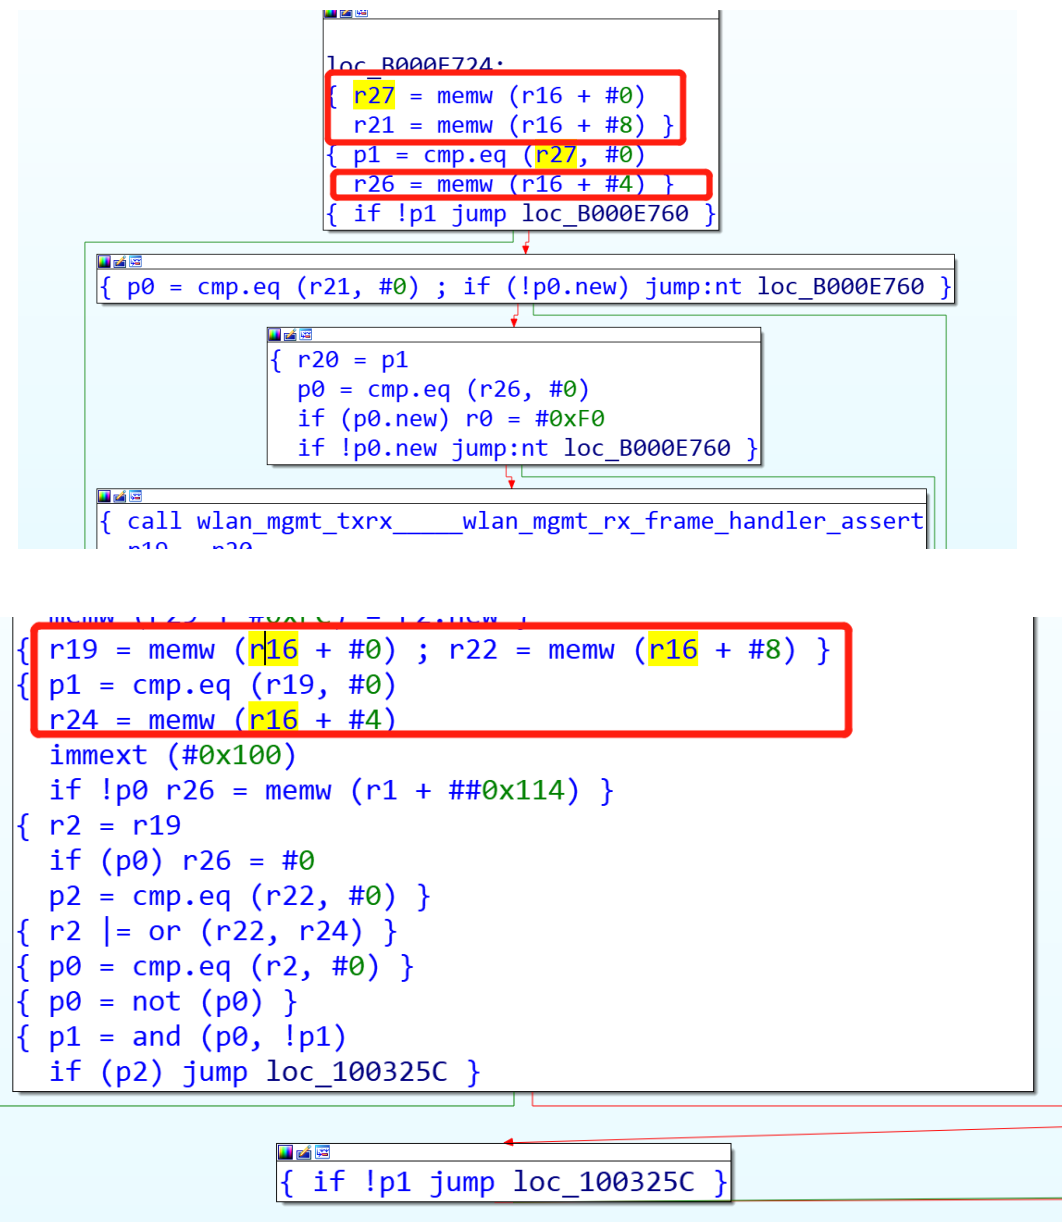 loc_B000E724:
{ r27 = memw (r16 + #0)
r21 = memw (r16 + #8) }
{ p1 = cmp.eq (r27, #0)
r26 = memw (r16 + #4) }
{ if !p1 jump loc_B000E760 }
{ p0 = cmp.eq (r21, #0) ; if (!p0.new) jump:nt loc_B000E760 }
{ r20 = p1
p0 = cmp.eq (r26, #0)
if (p0.new) r0 = #0xF0
if !p0.new jump:nt loc_B000E760 }
{ call wlan_mgmt_txrx_____wlan_mgmt_rx_frame_handler_assert
{ r19 = memw (r16 + #0) ; r22 = memw (r16 + #8) }
{ p1 = cmp.eq (r19, #0)
r24 = memw (r16 + #4)
immext (#0x100)
if !p0 r26 = memw (r1 + ##0x114) }
{ r2 = r19
if (p0) r26 = #0
p2 = cmp.eq (r22, #0) }
{ r2 |= or (r22, r24) }
{ p0 = cmp.eq (r2, #0) }
{ p0 = not (p0) }
{ p1 = and (p0, !p1)
if (p2) jump loc_100325C }
{ if !p1 jump loc_100325C }